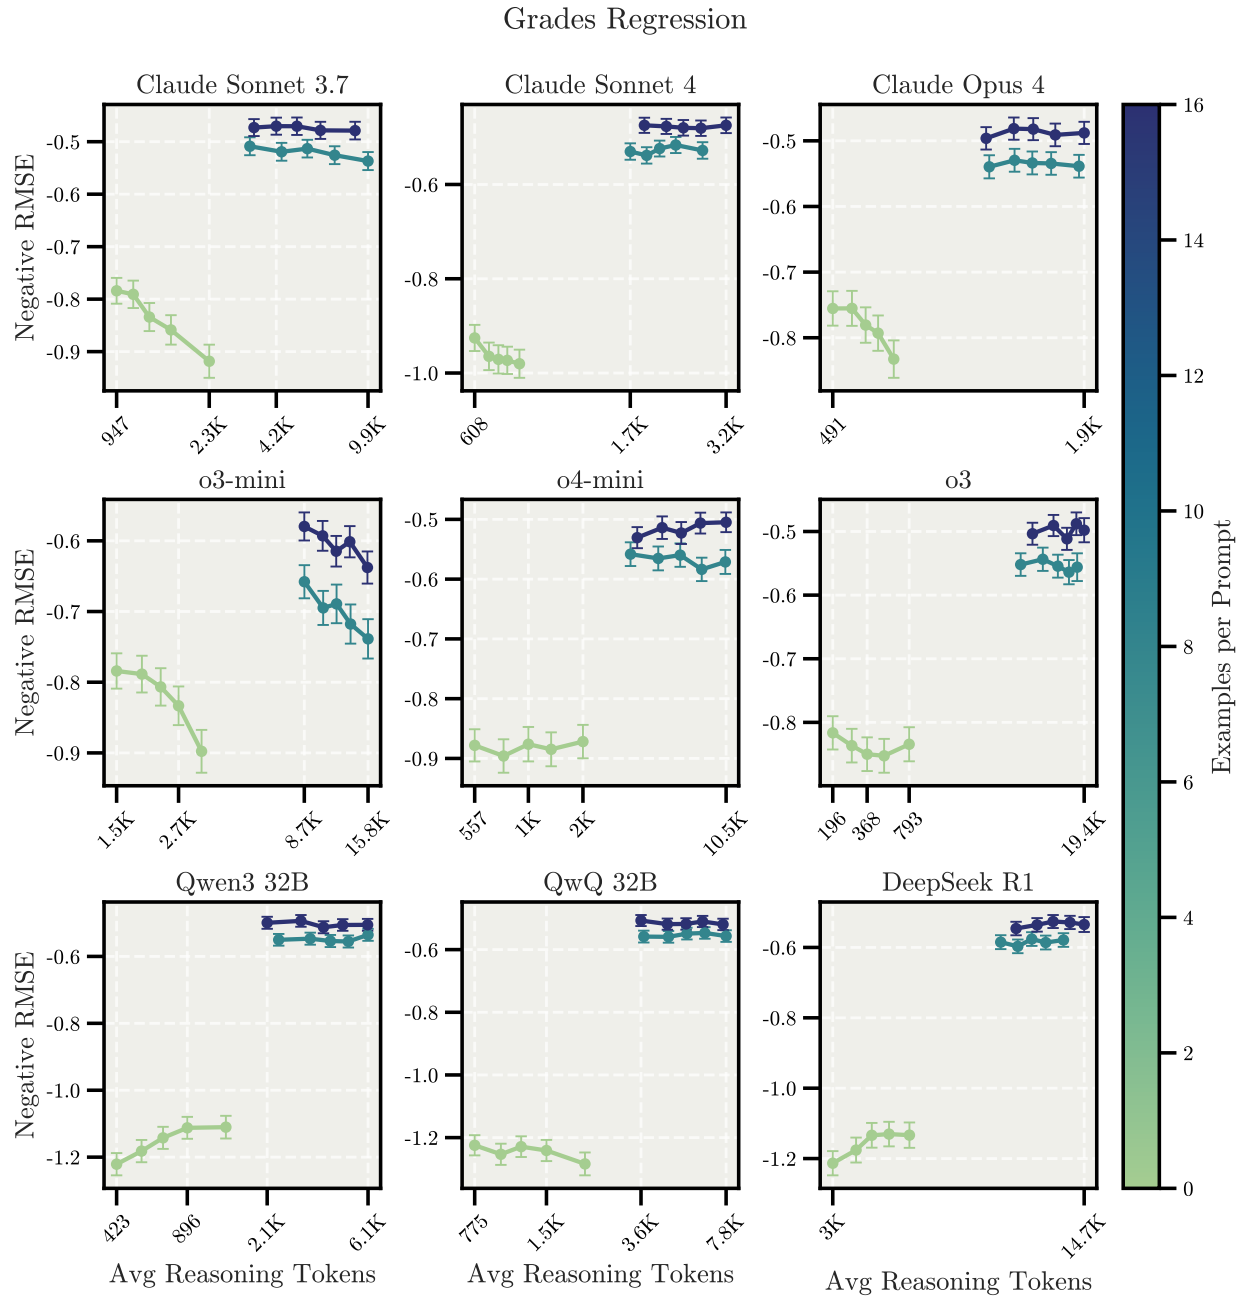 Grades Regression
Claude Sonnet 3.7
Claude Sonnet 4
Claude Opus 4
Negative RMSE
-0.5
-0.6
-0.7
-0.8
-0.9
947
2.3K
4.2K
9.9K
-0.6
-0.8
-1.0
608
1.7K
3.2K
-0.5
-0.6
-0.7
-0.8
491
1.9K
o3-mini
o4-mini
o3
Negative RMSE
-0.6
-0.7
-0.8
-0.9
1.5K
2.7K
8.7K
15.8K
-0.5
-0.6
-0.7
-0.8
-0.9
557
1K
2K
10.5K
-0.5
-0.6
-0.7
-0.8
196
368
793
19.4K
Qwen3 32B
QwQ 32B
DeepSeek R1
Negative RMSE
-0.6
-0.8
-1.0
-1.2
423
896
2.1K
6.1K
Avg Reasoning Tokens
-0.6
-0.8
-1.0
-1.2
775
1.5K
3.6K
7.8K
Avg Reasoning Tokens
-0.6
-0.8
-1.0
-1.2
3K
14.7K
Avg Reasoning Tokens
16
14
12
10
8
6
4
2
0
Examples per Prompt